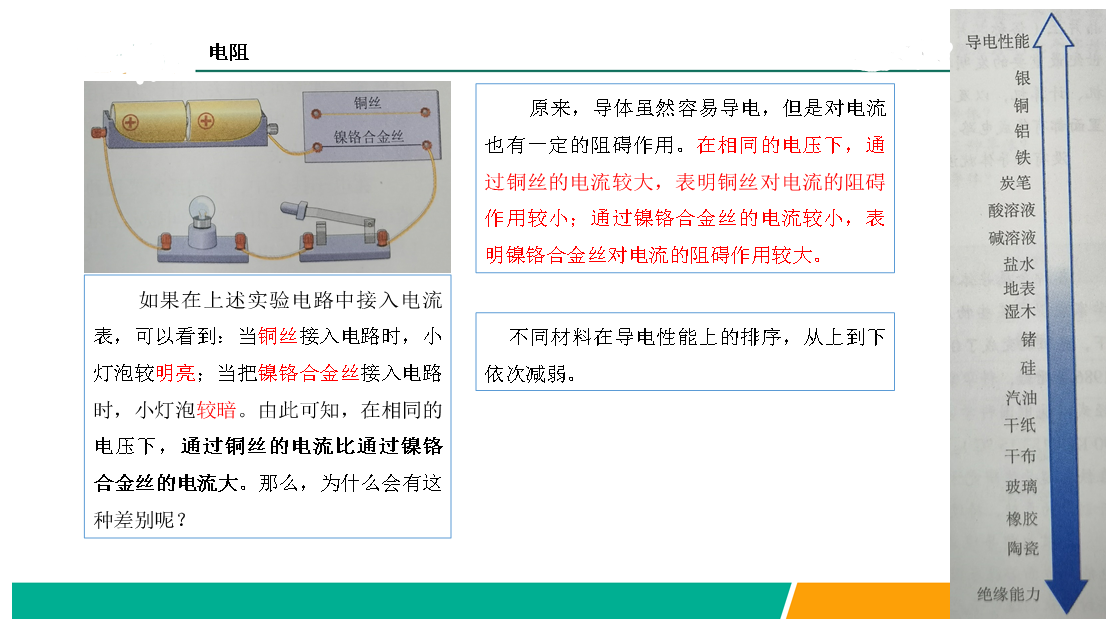 电阻
铜丝
镍铬合金丝
如果在上述实验电路中接入电流
表，可以看到：当铜丝接入电路时，小
灯泡较明亮；当把镍铬合金丝接入电路
时，小灯泡较暗。由此可知，在相同的
电压下，通过铜丝的电流比通过镍铬
合金丝的电流大。那么，为什么会有这
种差别呢？
原来，导体虽然容易导电，但是对电流
也有一定的阻碍作用。在相同的电压下，通
过铜丝的电流较大，表明铜丝对电流的阻碍
作用较小；通过镍铬合金丝的电流较小，表
明镍铬合金丝对电流的阻碍作用较大。
不同材料在导电性能上的排序，从上到下
依次减弱。
导电性能
银
铜
铝
铁
炭笔
酸溶液
碱溶液
盐水
地表
湿木
锗
硅
汽油
干纸
干布
玻璃
橡胶
陶瓷
绝缘能力